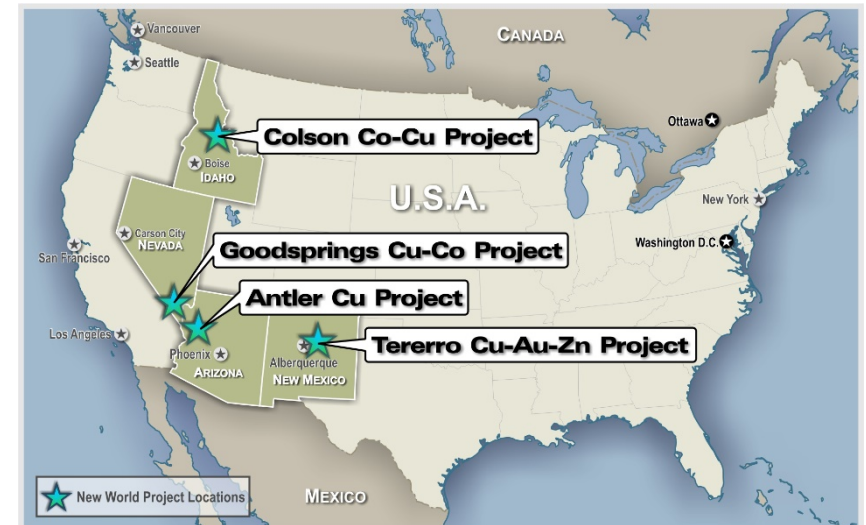 Vancouver
CANADA
Seattle
Ottawa
Colson Co-Cu Project
Boise
IDAHO
U.S.A.
New York
Carson City
NEVADA
Washington D.C.
San Francisco
Goodsprings Cu-Co Project
Antler Cu Project
Los Angeles
Tererro Cu-Au-Zn Project
Phoenix
ARIZONA
Alberquerque
NEW MEXICO
New World Project Locations
MEXICO